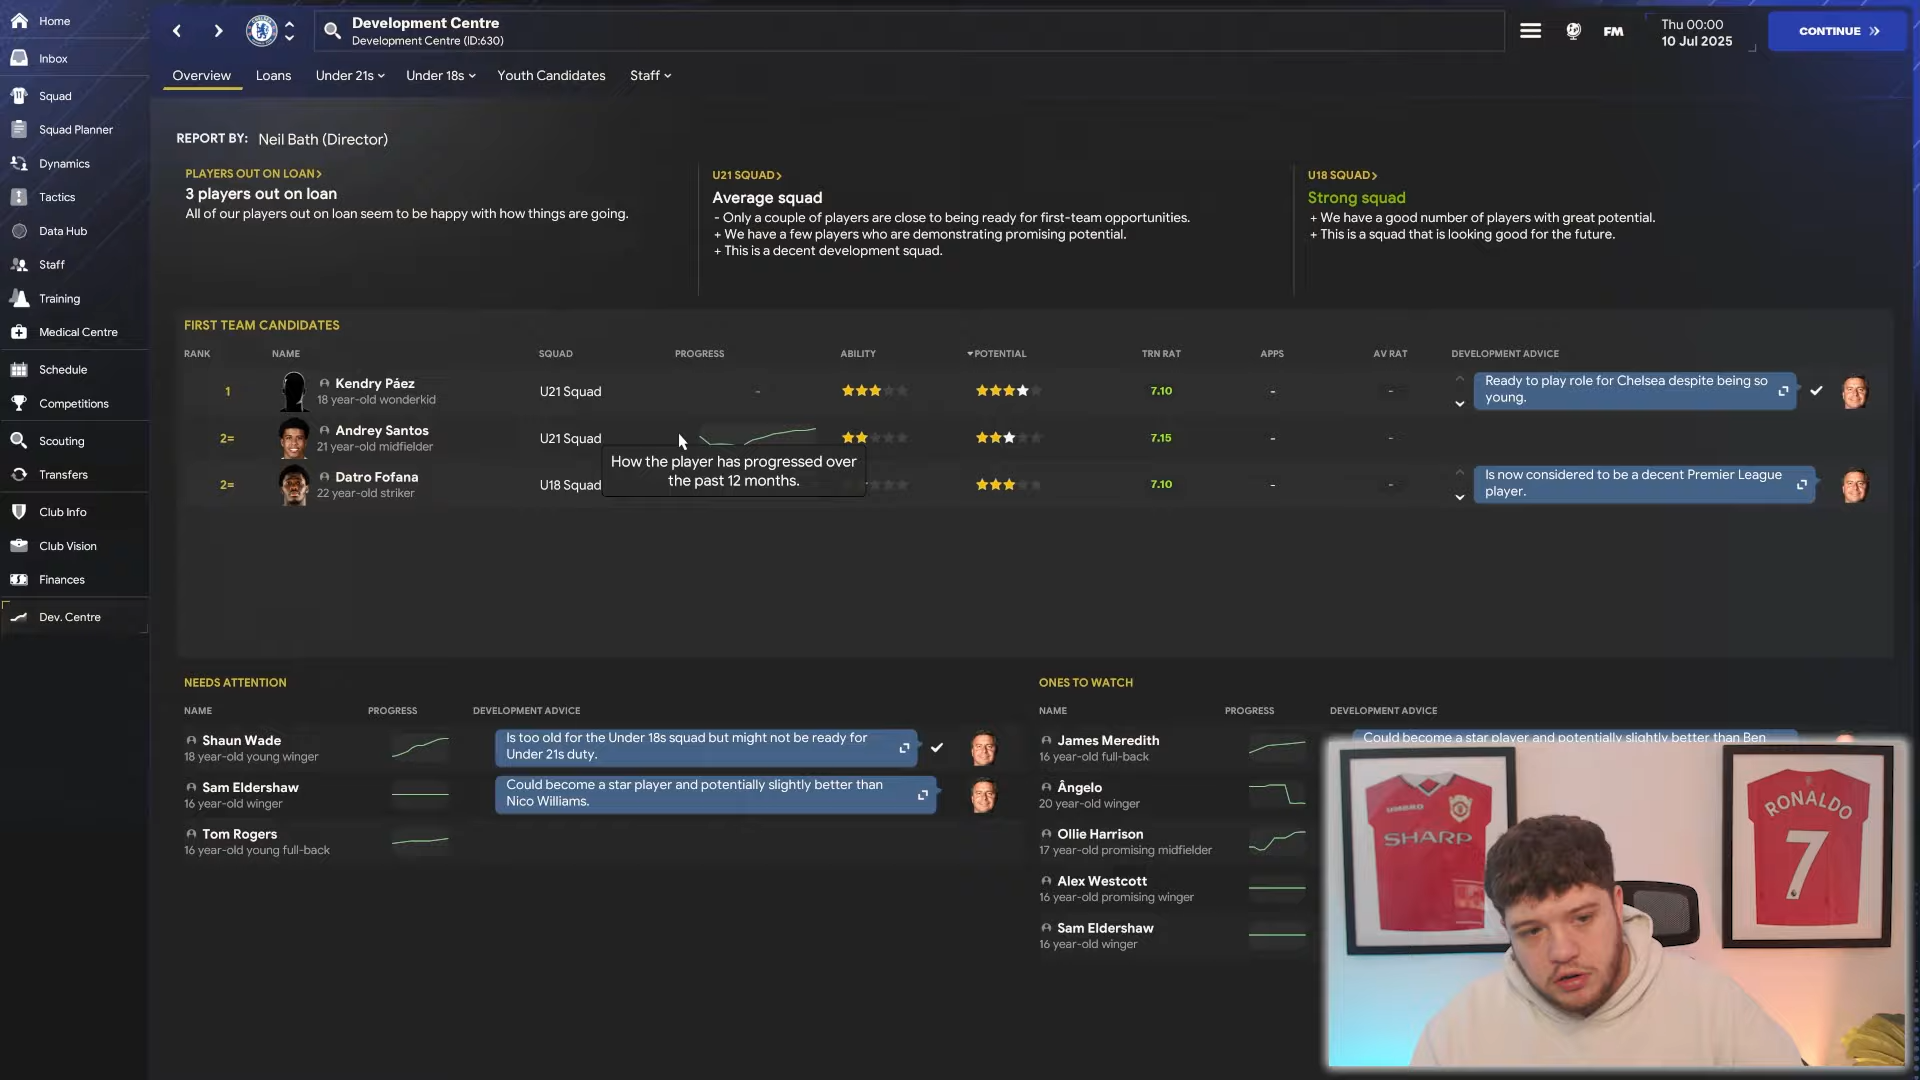 Home
Inbox
Squad
Squad Planner
Dynamics
Tactics
Data Hub
Staff
Training
Medical Centre
Schedule
Competitions
Scouting
Transfers
Club Info
Club Vision
Finances
Dev. Centre
Development Centre
Development Centre (ID:630)
FM
Thu 00:00
10 Jul 2025
CONTINUE
Overview
Loans
Under 21s
Under 18s
Youth Candidates
Staff
REPORT BY: Neil Bath (Director)
PLAYERS OUT ON LOAN>
3 players out on loan
All of our players out on loan seem to be happy with how things are going.
U21 SQUAD>
Average squad
- Only a couple of players are close to being ready for first-team opportunities.
+ We have a few players who are demonstrating promising potential.
+ This is a decent development squad.
U18 SQUAD>
Strong squad
+ We have a good number of players with great potential.
+ This is a squad that is looking good for the future.
FIRST TEAM CANDIDATES
RANK NAME SQUAD PROGRESS ABILITY POTENTIAL TRN RAT APPS AV RAT DEVELOPMENT ADVICE
1 Kendry Páez U21 Squad - 7.10 - - Ready to play role for Chelsea despite being so
18 year-old wonderkid young.
2= Andrey Santos U21 Squad 7.15 - -
21 year-old midfielder
How the player has progressed over
the past 12 months.
2= Datro Fofana U18 Squad 7.10 - - Is now considered to be a decent Premier League
22 year-old striker player.
NEEDS ATTENTION
NAME PROGRESS DEVELOPMENT ADVICE
Shaun Wade Is too old for the Under 18s squad but might not be ready for
18 year-old young winger Under 21s duty.
Sam Eldershaw Could become a star player and potentially slightly better than
16 year-old winger Nico Williams.
Tom Rogers
16 year-old young full-back
ONES TO WATCH
NAME PROGRESS DEVELOPMENT ADVICE
James Meredith Could become a star player and potentially slightly better than Ben
16 year-old full-back
Ângelo
20 year-old winger
Ollie Harrison
17 year-old promising midfielder
Alex Westcott
16 year-old promising winger
Sam Eldershaw
16 year-old winger
UMBRO
SHARP
RONALDO
7